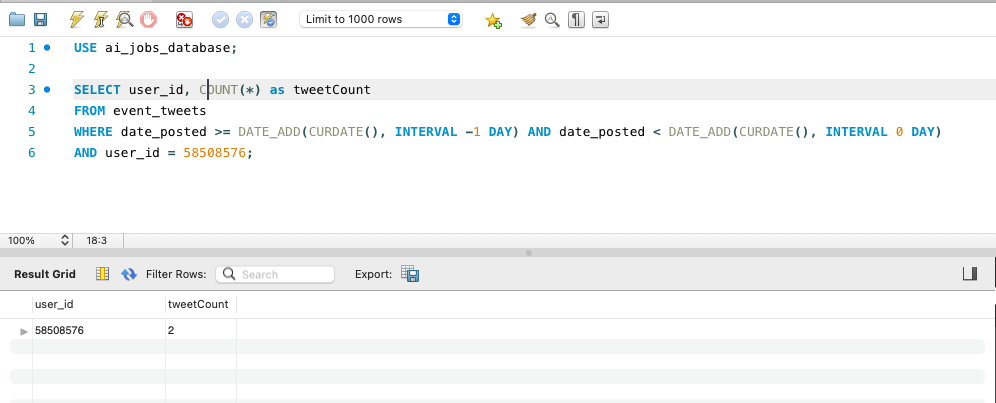 Limit to 1000 rows
1 USE ai_jobs_database;
2
3 SELECT user_id, COUNT(*) as tweetCount
4 FROM event_tweets
5 WHERE date_posted >= DATE_ADD(CURDATE(), INTERVAL -1 DAY) AND date_posted < DATE_ADD(CURDATE(), INTERVAL 0 DAY)
6 AND user_id = 58508576;
100% 18:3
Result Grid Filter Rows: Search Export:
user_id tweetCount
58508576 2